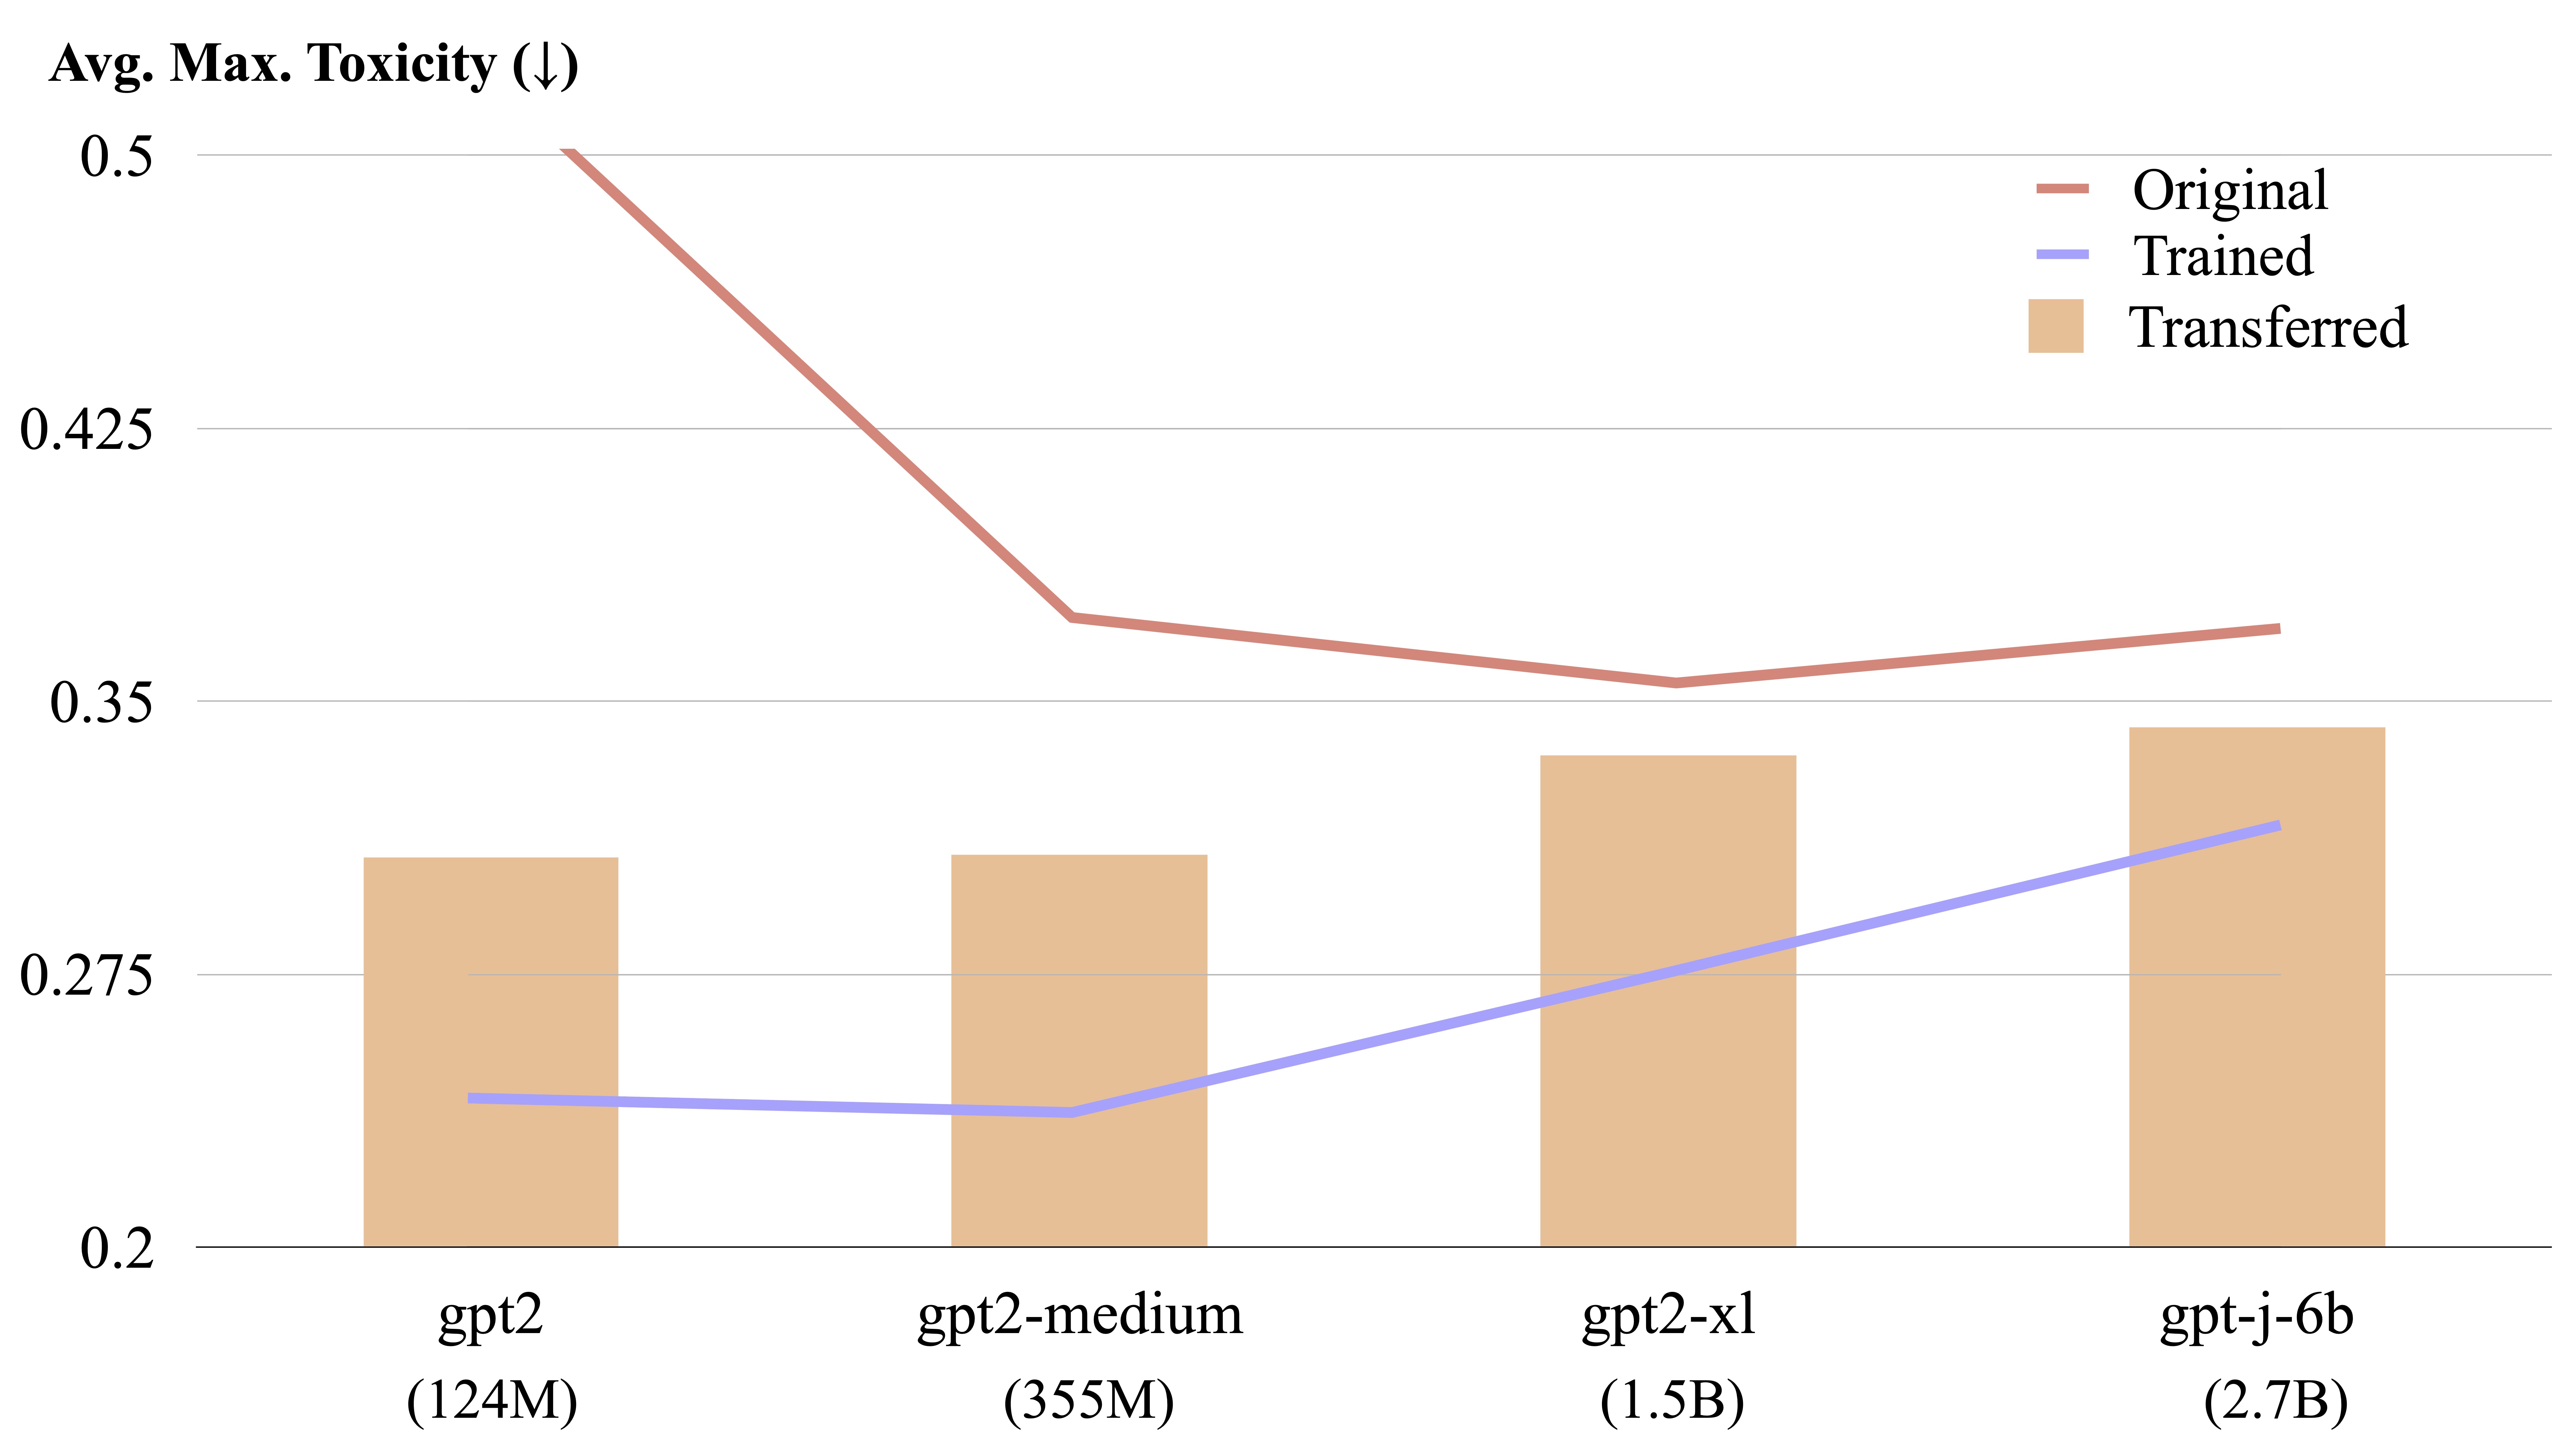 Avg. Max. Toxicity (↓)
0.5
0.425
0.35
0.275
0.2
Original
Trained
Transferred
gpt2 gpt2-medium gpt2-xl gpt-j-6b
(124M) (355M) (1.5B) (2.7B)